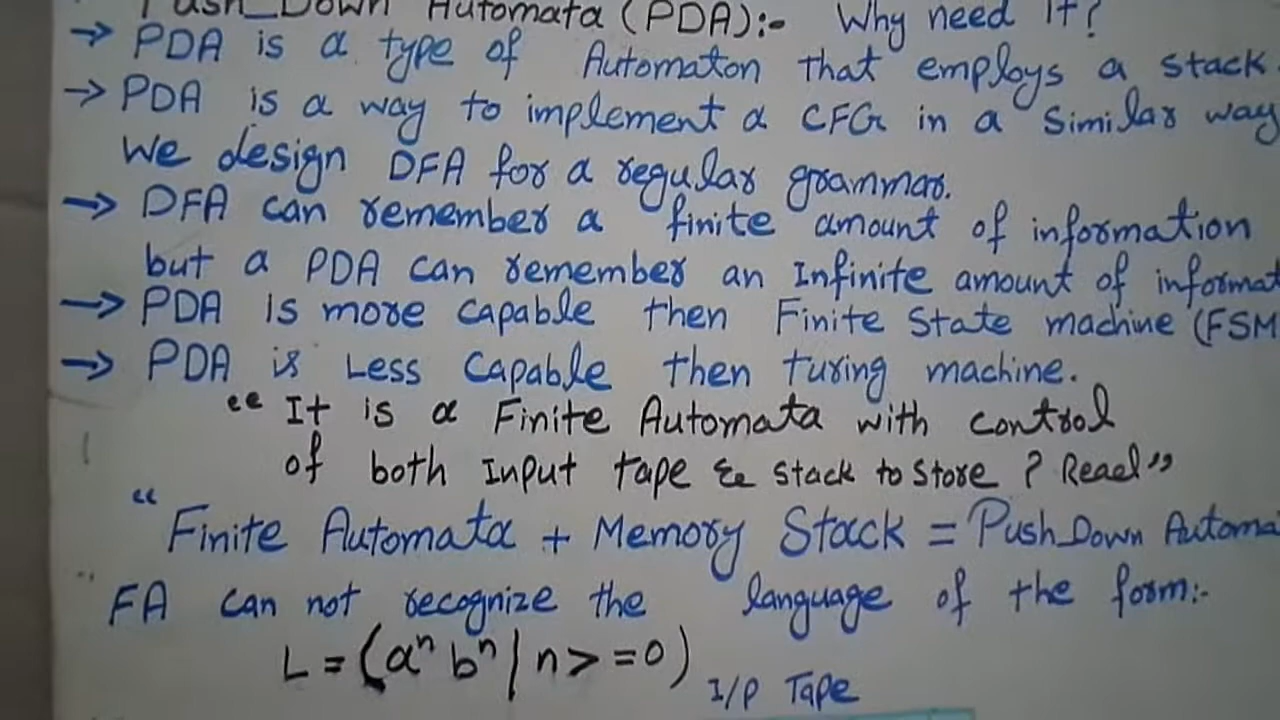 Push_Down Automata (PDA):- Why need it?
→ PDA is a type of Automaton that employs a stack.
→ PDA is a way to implement a CFG in a similar way
we design DFA for a regular grammar.
→ DFA can remember a finite amount of information
but a PDA can remember an Infinite amount of informat
→ PDA is more capable then Finite State machine (FSM
→ PDA is Less Capable then turing machine.
“ It is a Finite Automata with control
of both Input tape & stack to store ? Read”
“ Finite Automata + Memory Stack = Push_Down Automa
FA can not recognize the language of the form:-
L = (aⁿ bⁿ | n >= 0)
I/P Tape